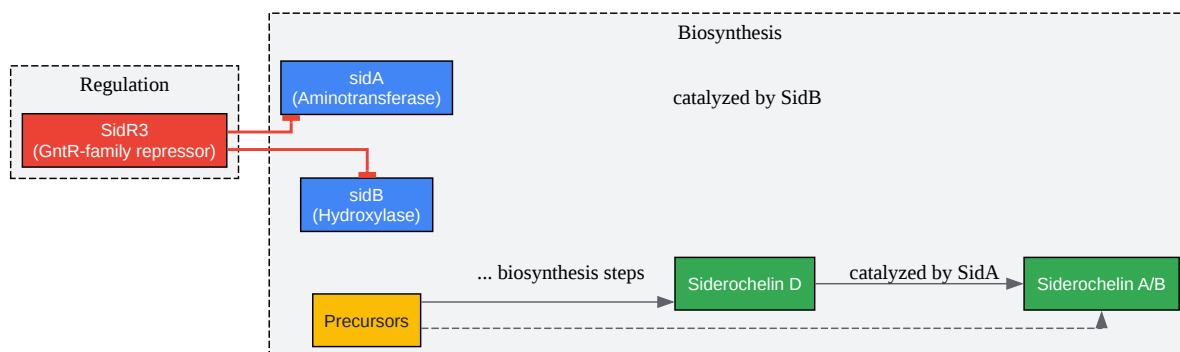 Biosynthesis
Regulation
sidA
(Aminotransferase)
catalyzed by SidB
SidR3
(GntR-family repressor)
sidB
(Hydroxylase)
... biosynthesis steps
Siderochelin D
catalyzed by SidA
Siderochelin A/B
Precursors